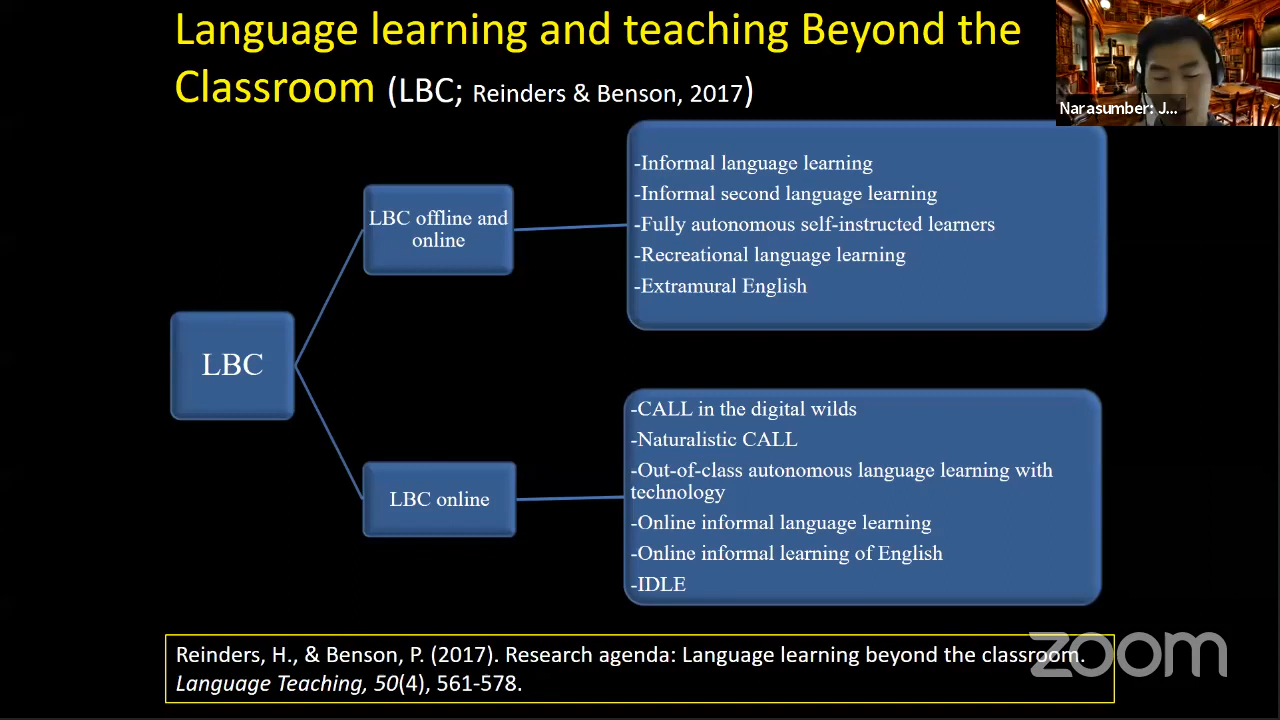 Language learning and teaching Beyond the
Classroom (LBC; Reinders & Benson, 2017)
Narasumber: J...
LBC
LBC offline and
online
-Informal language learning
-Informal second language learning
-Fully autonomous self-instructed learners
-Recreational language learning
-Extramural English
LBC online
-CALL in the digital wilds
-Naturalistic CALL
-Out-of-class autonomous language learning with
technology
-Online informal language learning
-Online informal learning of English
-IDLE
Reinders, H., & Benson, P. (2017). Research agenda: Language learning beyond the classroom.
Language Teaching, 50(4), 561-578.
zoom